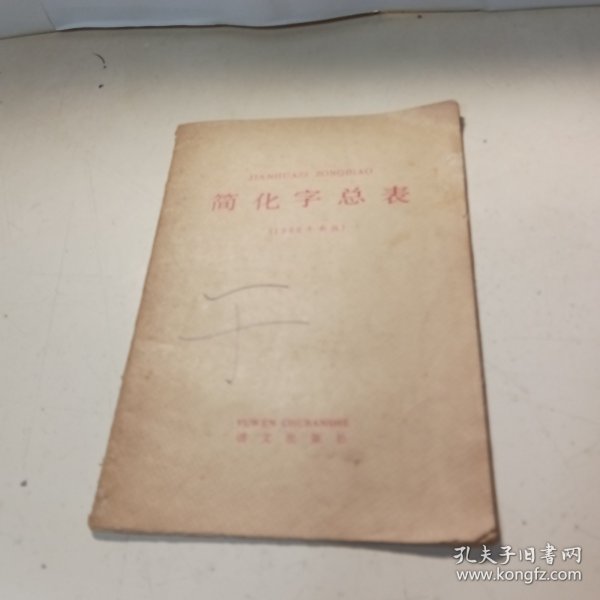 JIANHUAZI ZONGBIAO
简化字总表
YUWEN CHUBANSHE
语文出版社
孔夫子旧书网
www.kongfz.com